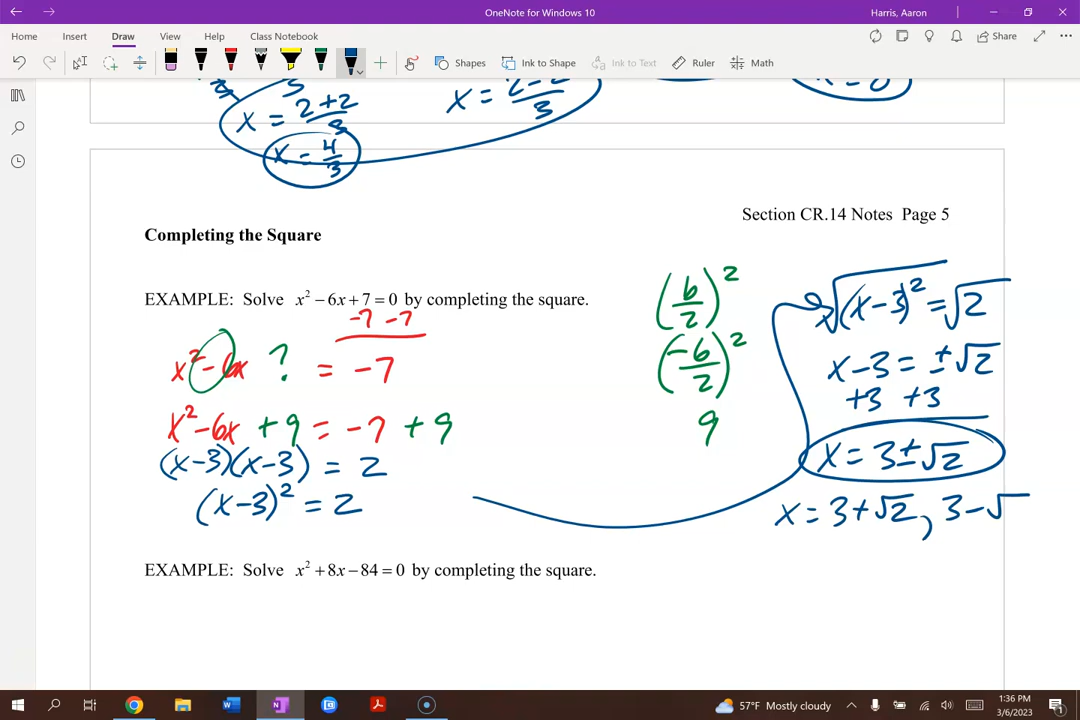 OneNote for Windows 10
Harris, Aaron
Home Insert Draw View Help Class Notebook
Share
Shapes Ink to Shape Ink to Text Ruler Math
x = 2+2/3
x = 2-2/3
x = 4/3
Section CR.14 Notes Page 5
Completing the Square
EXAMPLE: Solve x² − 6x + 7 = 0 by completing the square.
-7 -7
x² - 6x ? = -7
x² - 6x + 9 = -7 + 9
(x-3)(x-3) = 2
(x-3)² = 2
(6/2)²
(-6/2)²
9
√(x-3)² = √2
x-3 = ±√2
+3 +3
x = 3±√2
x = 3+√2, 3-√
EXAMPLE: Solve x² + 8x − 84 = 0 by completing the square.
57°F Mostly cloudy
1:36 PM
3/6/2023